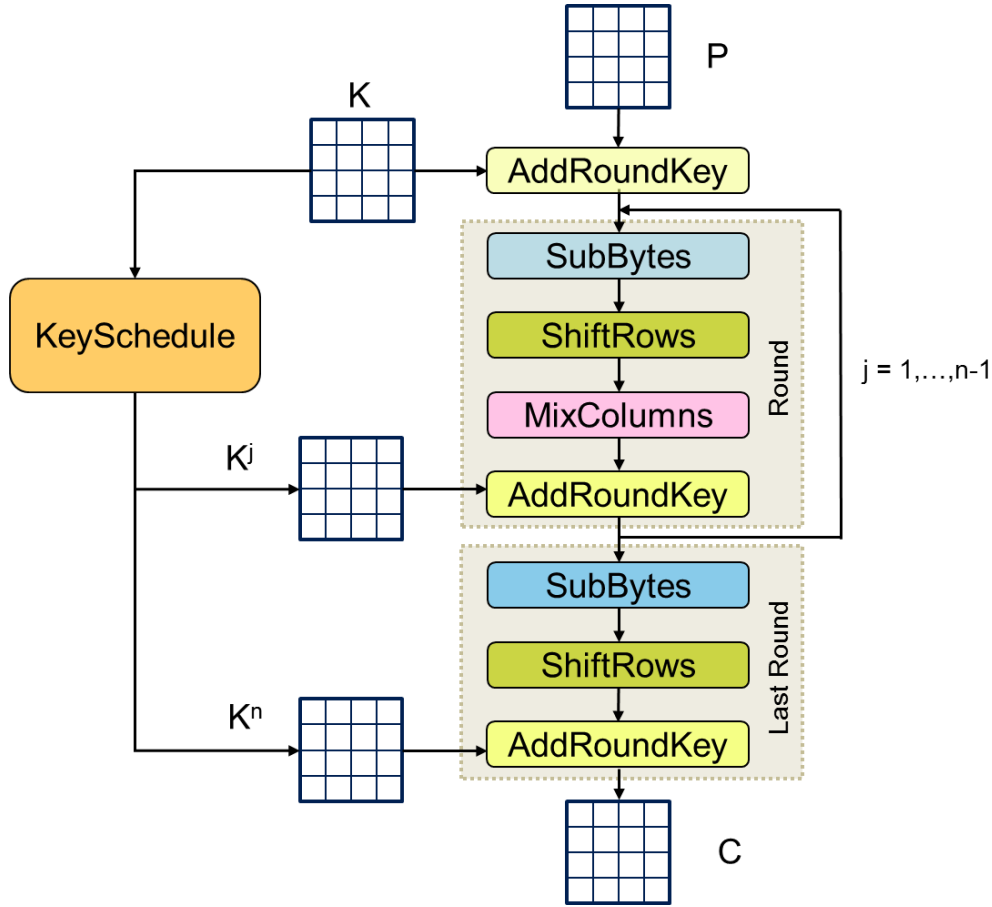 P
K
AddRoundKey
SubBytes
KeySchedule
ShiftRows
Round
j = 1,...,n-1
MixColumns
K^j
AddRoundKey
SubBytes
ShiftRows
Last Round
K^n
AddRoundKey
C